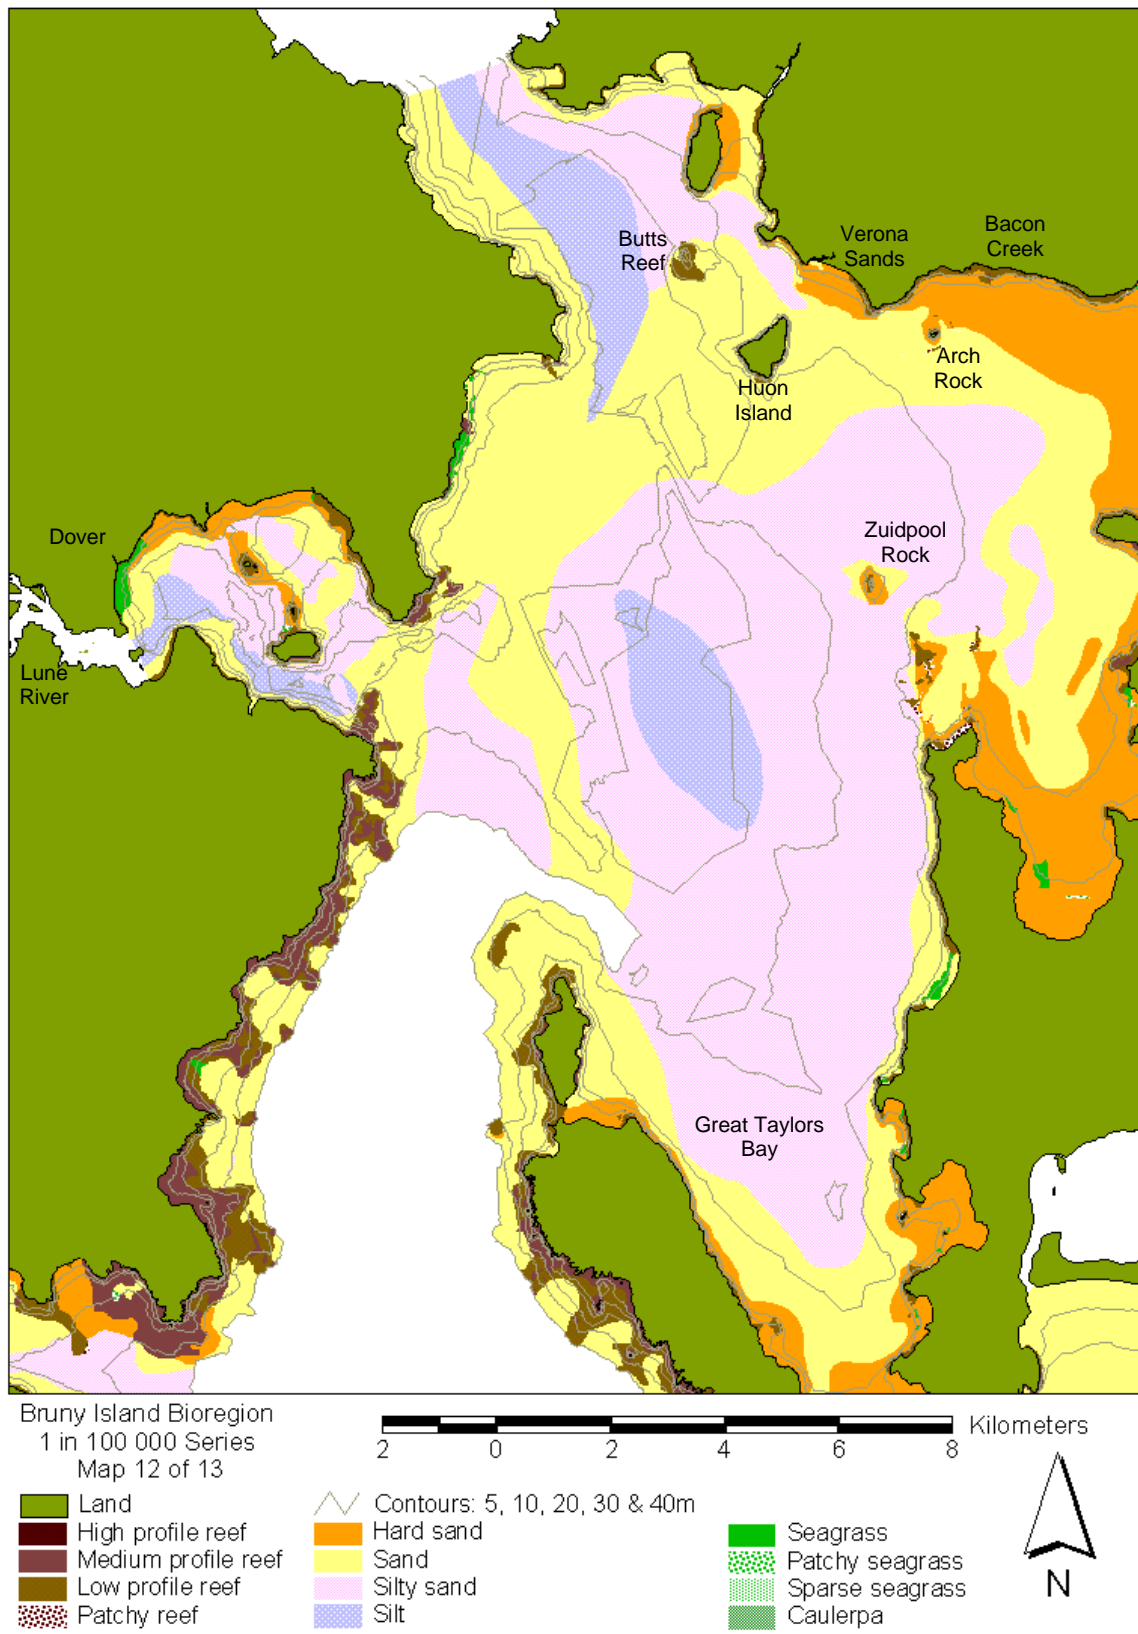 Butts
Reef
Verona
Sands
Bacon
Creek
Arch
Rock
Huon
Island
Dover
Zuidpool
Rock
Lune
River
Great Taylors
Bay
Bruny Island Bioregion
1 in 100 000 Series
Map 12 of 13
2 0 2 4 6 8 Kilometers
Land
High profile reef
Medium profile reef
Low profile reef
Patchy reef
Contours: 5, 10, 20, 30 & 40m
Hard sand
Sand
Silty sand
Silt
Seagrass
Patchy seagrass
Sparse seagrass
Caulerpa
N